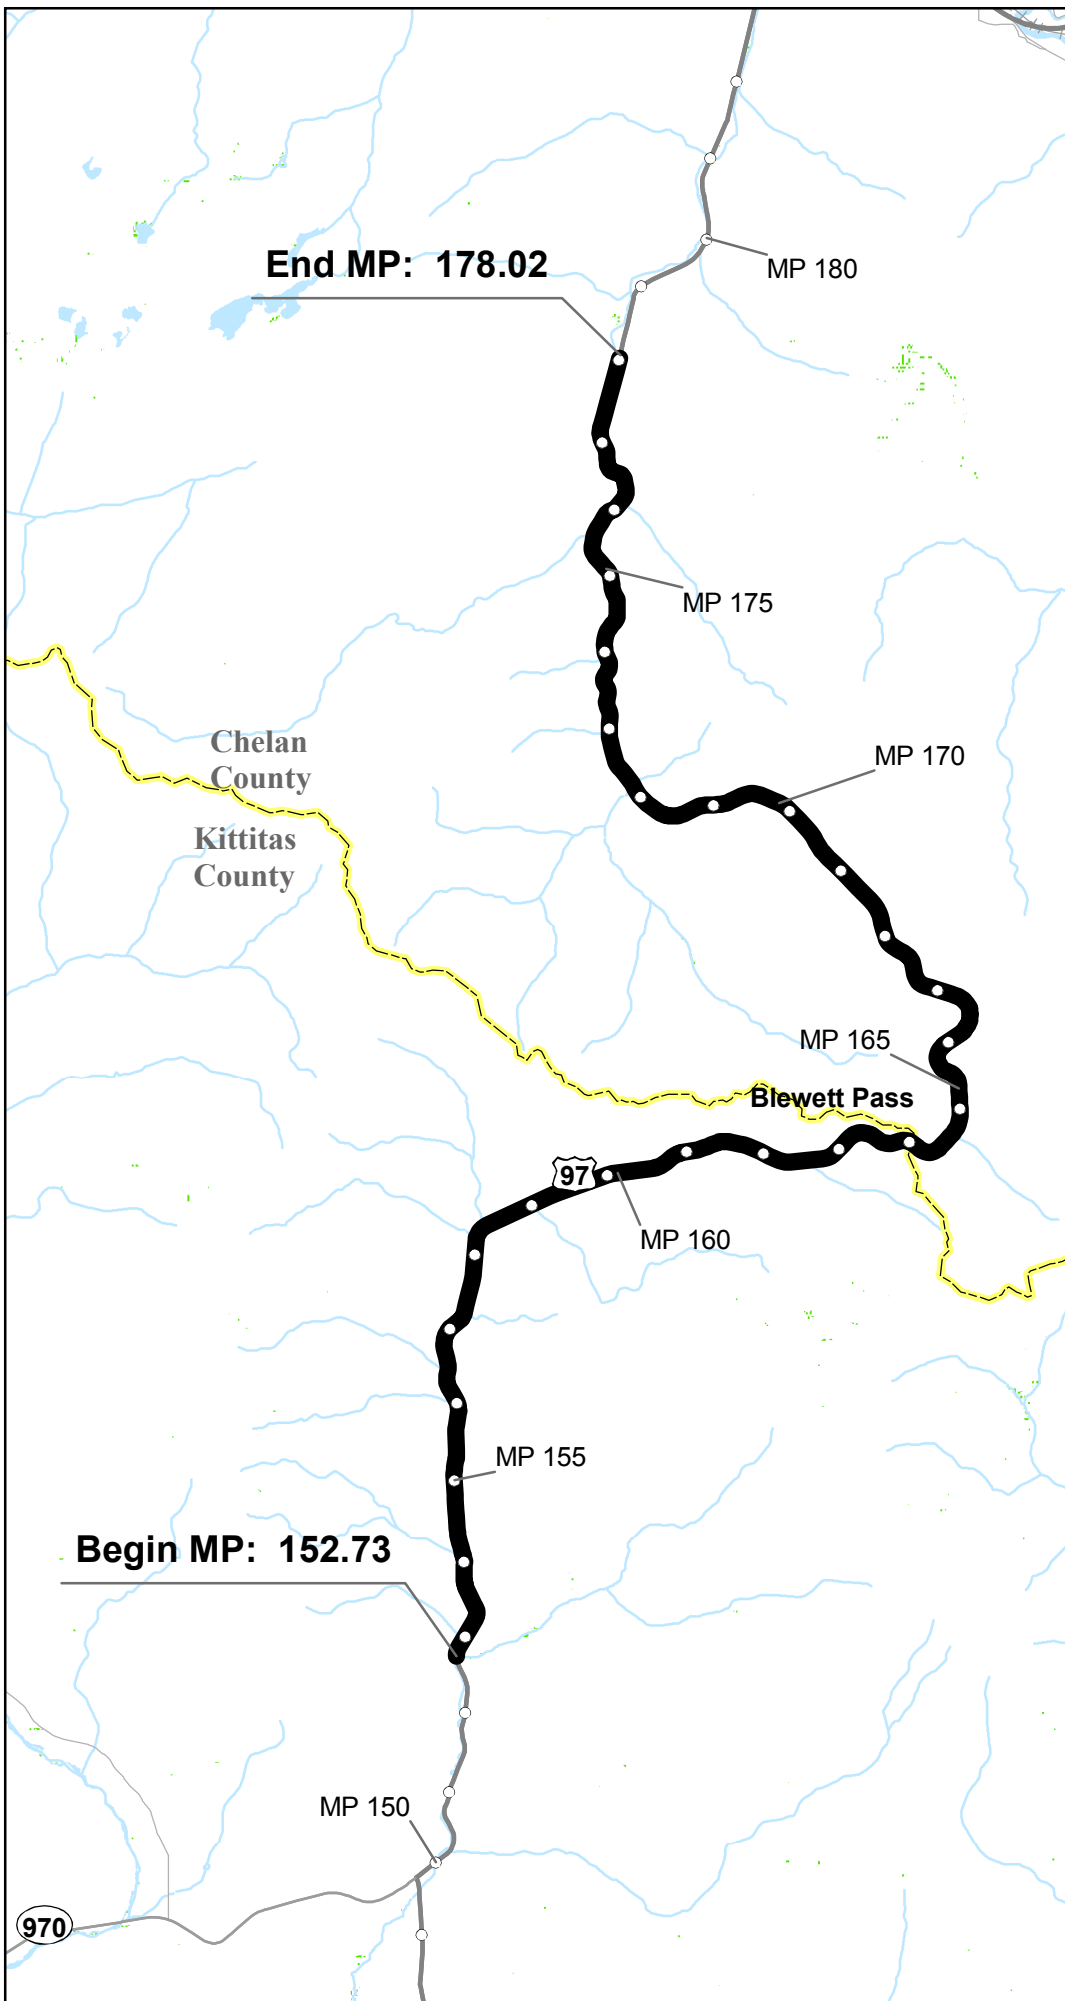 End MP: 178.02
MP 180
MP 175
Chelan
County
MP 170
Kittitas
County
MP 165
Blewett Pass
97
MP 160
MP 155
Begin MP: 152.73
MP 150
970